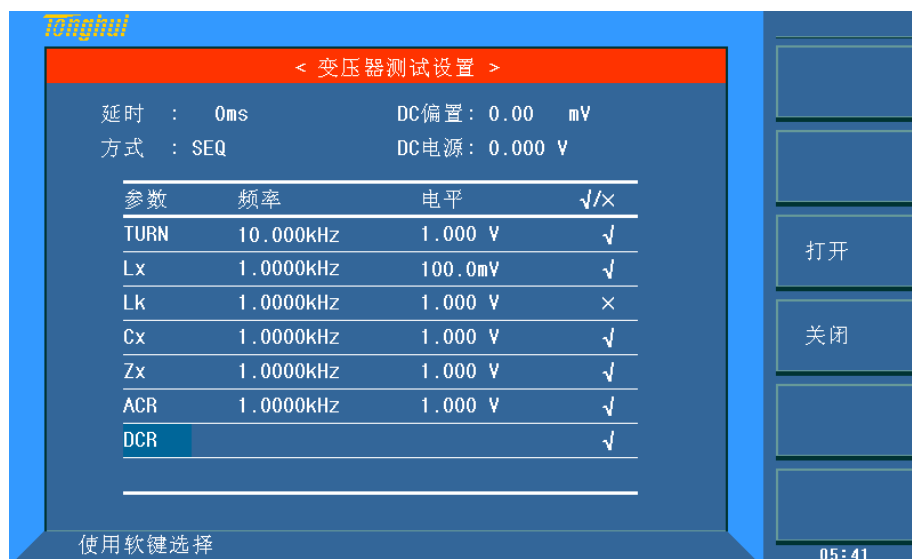 Tonghui
< 变压器测试设置 >
延时 : 0ms DC偏置: 0.00 mV
方式 : SEQ DC电源: 0.000 V
参数 频率 电平 √/×
TURN 10.000kHz 1.000 V √
Lx 1.0000kHz 100.0mV √
Lk 1.0000kHz 1.000 V ×
Cx 1.0000kHz 1.000 V √
Zx 1.0000kHz 1.000 V √
ACR 1.0000kHz 1.000 V √
DCR √
打开
关闭
使用软键选择
05:41